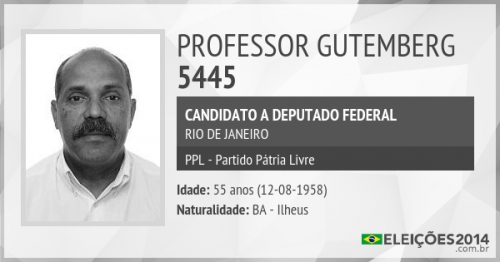 PROFESSOR GUTEMBERG
5445
CANDIDATO A DEPUTADO FEDERAL
RIO DE JANEIRO
PPL - Partido Pátria Livre
Idade: 55 anos (12-08-1958)
Naturalidade: BA - Ilheus
ELEIÇÕES2014
.com.br